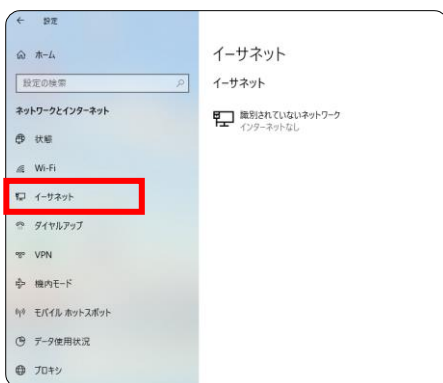 設定
ホーム
設定の検索
ネットワークとインターネット
状態
Wi-Fi
イーサネット
ダイヤルアップ
VPN
機内モード
モバイル ホットスポット
データ使用状況
プロキシ
イーサネット
イーサネット
識別されていないネットワーク
インターネットなし